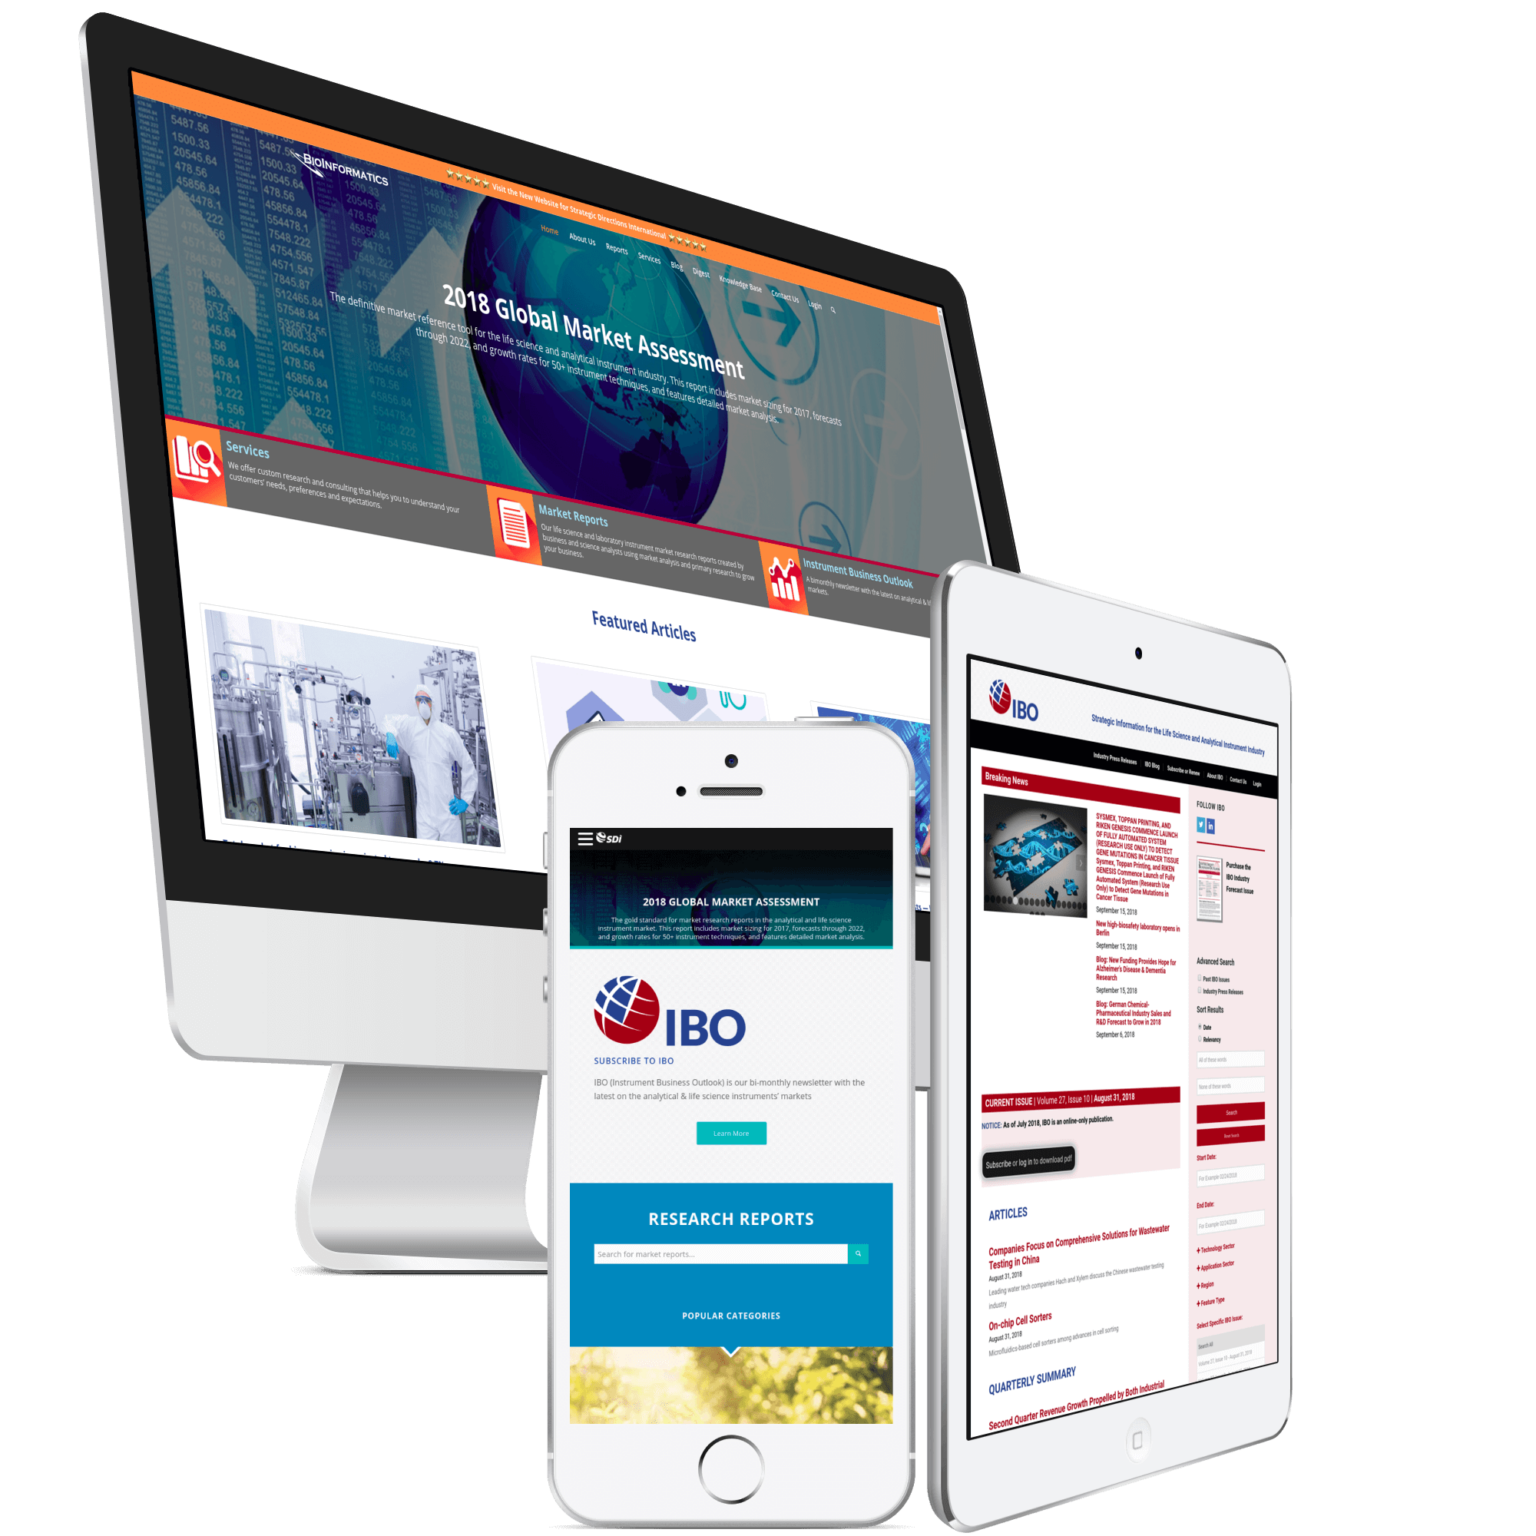 ★★★★★ Visit the New Website for Strategic Directions International ★★★★★
BIOINFORMATICS
Home About Us Reports Services Blog Digest Knowledge Base Contact Us Login
2018 Global Market Assessment
The definitive market reference tool for the life science and analytical instrument industry. This report includes market sizing for 2017, forecasts
through 2022, and growth rates for 50+ instrument techniques, and features detailed market analysis.
Services
We offer custom research and consulting that helps you to understand your
customers' needs, preferences and expectations.
Market Reports
Our life science and laboratory instrument market research reports created by
business and science analysts using market analysis and primary research to grow
your business.
Instrument Business Outlook
A bimonthly newsletter with the latest on analytical &
markets.
Featured Articles
SDi
2018 GLOBAL MARKET ASSESSMENT
The gold standard for market research reports in the analytical and life science
instrument market. This report includes market sizing for 2017, forecasts through 2022,
and growth rates for 50+ instrument techniques, and features detailed market analysis.
IBO
SUBSCRIBE TO IBO
IBO (Instrument Business Outlook) is our bi-monthly newsletter with the
latest on the analytical & life science instruments' markets
Learn More
RESEARCH REPORTS
Search for market reports...
POPULAR CATEGORIES
IBO
Strategic Information for the Life Science and Analytical Instrument Industry
Industry Press Releases IBO Blog Subscribe or Renew About IBO Contact Us Login
Breaking News
SYSMEX, TOPPAN PRINTING, AND
RIKEN GENESIS COMMENCE LAUNCH
OF FULLY AUTOMATED SYSTEM
(RESEARCH USE ONLY) TO DETECT
GENE MUTATIONS IN CANCER TISSUE
Sysmex, Toppan Printing, and RIKEN
GENESIS Commence Launch of Fully
Automated System (Research Use
Only) to Detect Gene Mutations in
Cancer Tissue
September 15, 2018
New high-biosafety laboratory opens in
Berlin
September 15, 2018
Blog: New Funding Provides Hope for
Alzheimer's Disease & Dementia
Research
September 15, 2018
Blog: German Chemical-
Pharmaceutical Industry Sales and
R&D Forecast to Grow in 2018
September 6, 2018
CURRENT ISSUE | Volume 27, Issue 10 | August 31, 2018
NOTICE: As of July 2018, IBO is an online-only publication.
Subscribe or log in to download pdf
ARTICLES
Companies Focus on Comprehensive Solutions for Wastewater
Testing in China
August 31, 2018
Leading water tech companies Hach and Xylem discuss the Chinese wastewater testing
industry
On-chip Cell Sorters
August 31, 2018
Microfluidics-based cell sorters among advances in cell sorting
QUARTERLY SUMMARY
Second Quarter Revenue Growth Propelled by Both Industrial
FOLLOW IBO
Purchase the
IBO Industry
Forecast Issue
Advanced Search
Past IBO Issues
Industry Press Releases
Sort Results
Date
Relevancy
All of these words
None of these words
Search
Start Date:
For Example 02/24/2018
End Date:
For Example 02/24/2018
+ Technology Sector
+ Application Sector
+ Region
+ Feature Type
Select Specific IBO Issue:
Search All